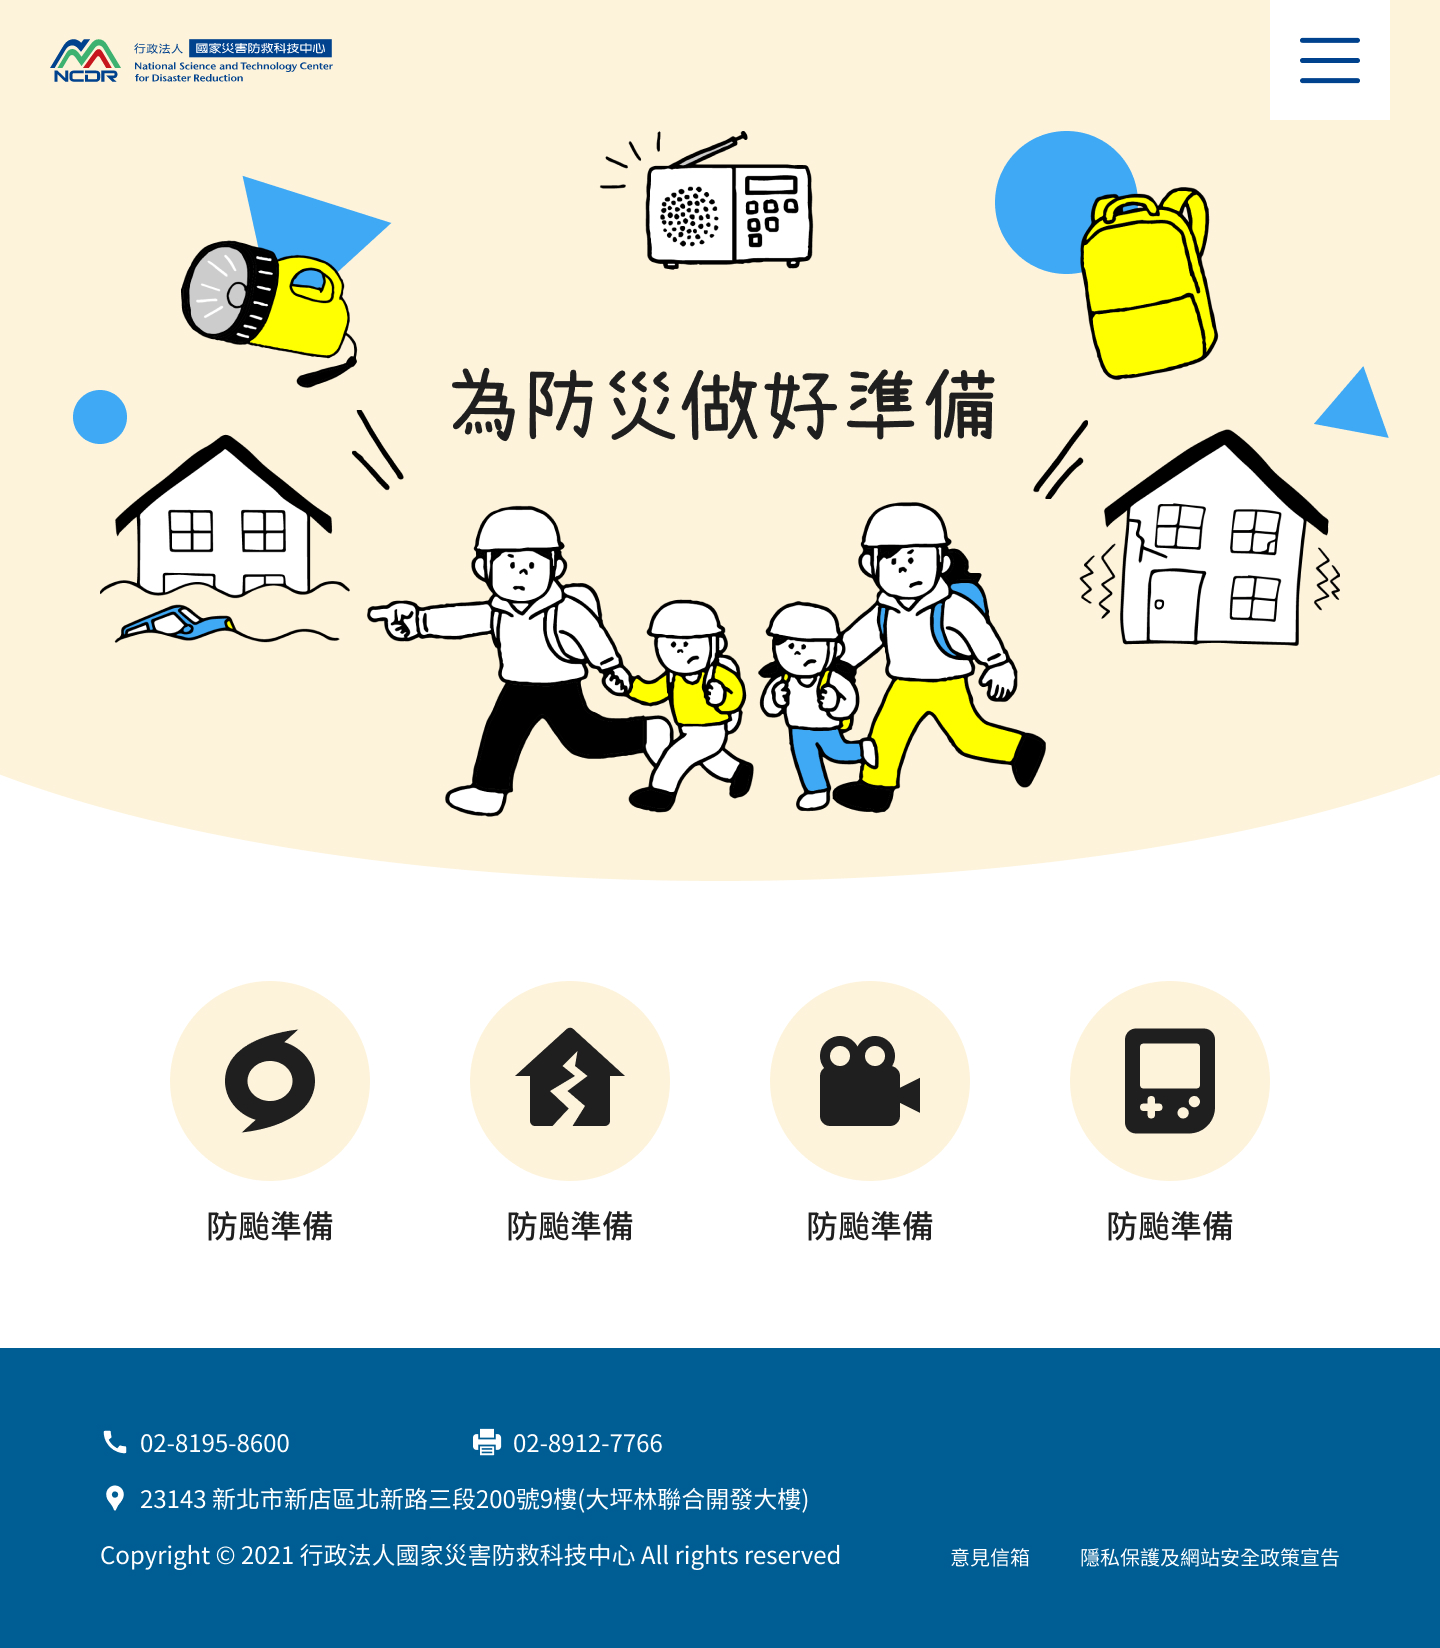 行政法人 國家災害防救科技中心
National Science and Technology Center
for Disaster Reduction
NCDR
為防災做好準備
防颱準備
防颱準備
防颱準備
防颱準備
02-8195-8600
02-8912-7766
23143 新北市新店區北新路三段200號9樓(大坪林聯合開發大樓)
Copyright © 2021 行政法人國家災害防救科技中心 All rights reserved
意見信箱
隱私保護及網站安全政策宣告